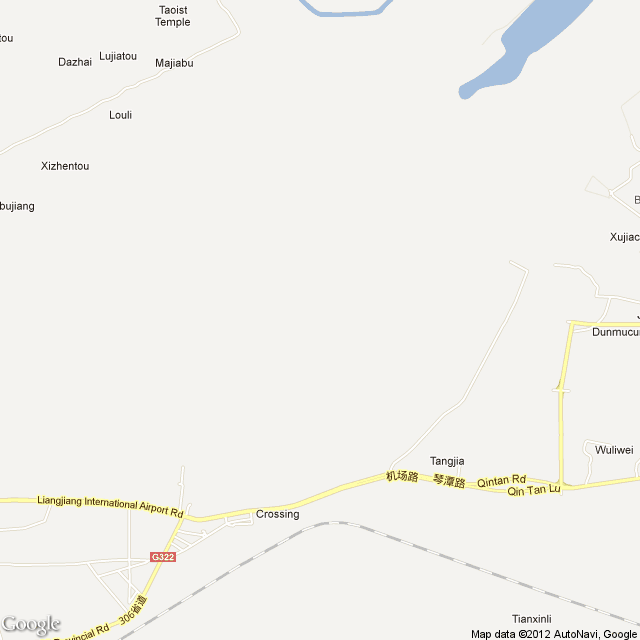 Taoist
Temple
tou
Lujiatou
Dazhai
Majiabu
Louli
Xizhentou
B
bujiang
Xujiac
Dunmucun
Wuliwei
Tangjia
机场路
琴潭路
Qintan Rd
Qin Tan Lu
Liangjiang International Airport Rd
Crossing
G322
306省道
Provincial Rd
Tianxinli
Google
Map data ©2012 AutoNavi, Google